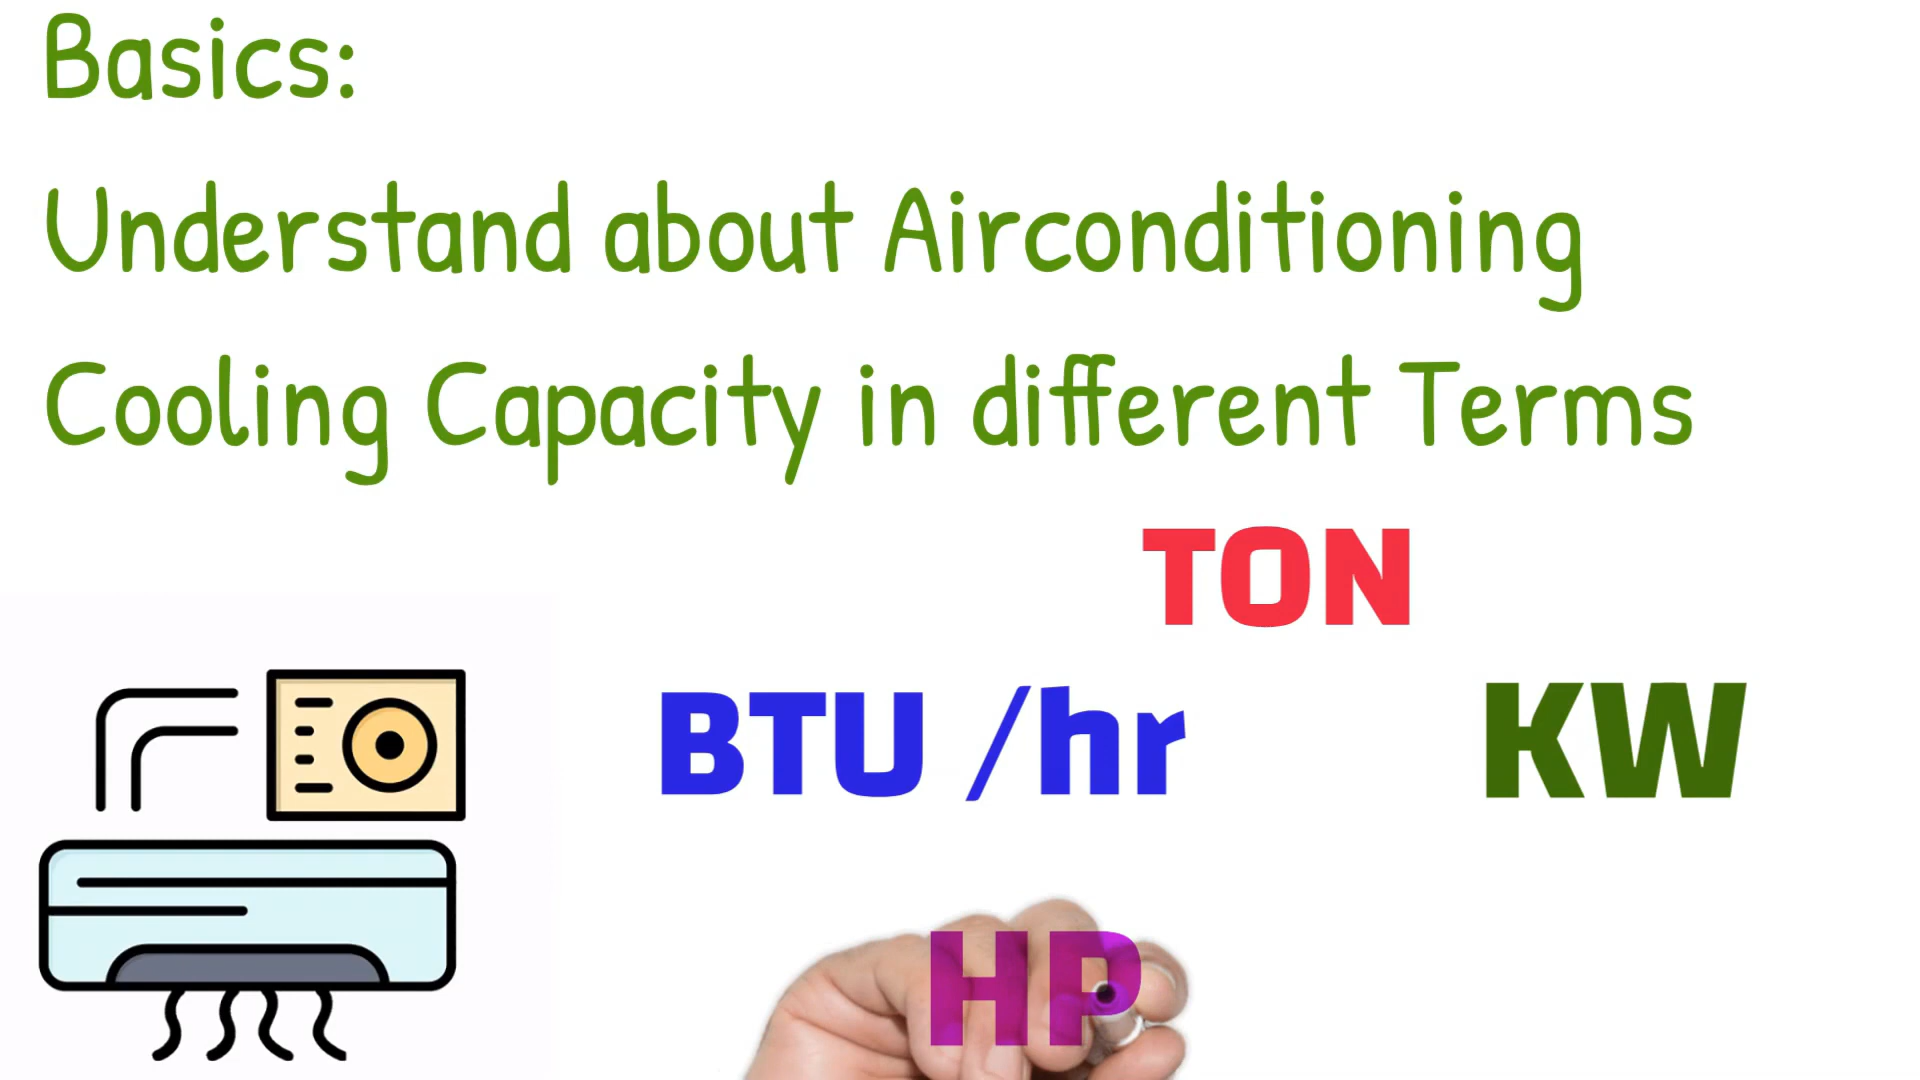 Basics:
Understand about Airconditioning
Cooling Capacity in different Terms
TON
BTU /hr
KW
HP